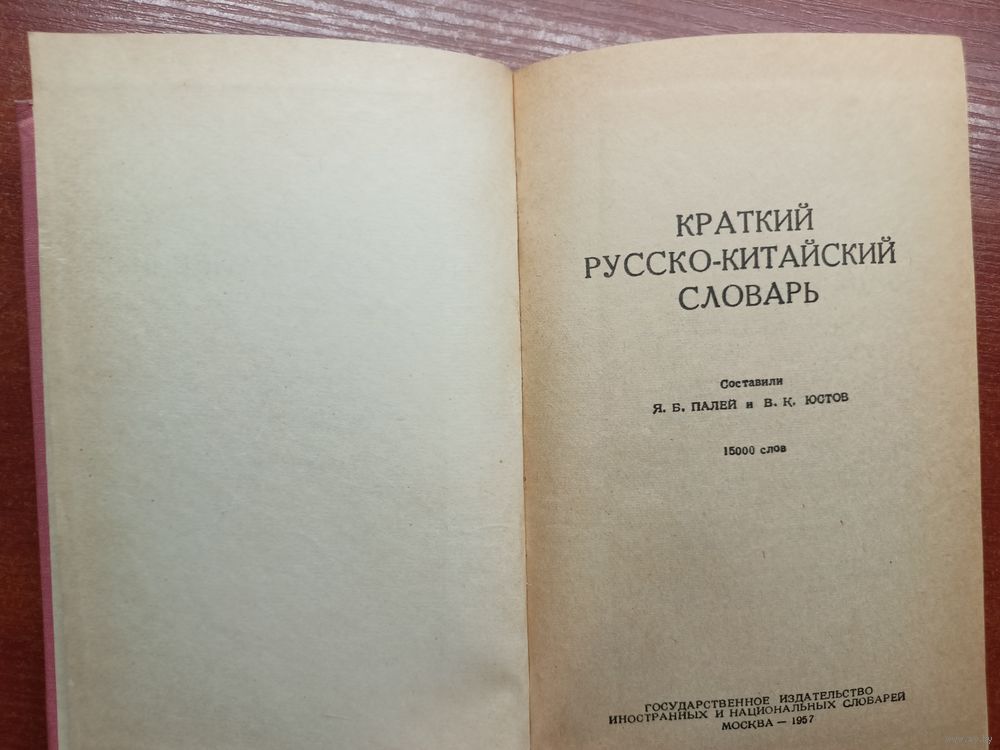 КРАТКИЙ
РУССКО-КИТАЙСКИЙ
СЛОВАРЬ
Составили
Я. Б. ПАЛЕЙ и В. К. ЮСТОВ
15000 слов
ГОСУДАРСТВЕННОЕ ИЗДАТЕЛЬСТВО
ИНОСТРАННЫХ И НАЦИОНАЛЬНЫХ СЛОВАРЕЙ
МОСКВА — 1957